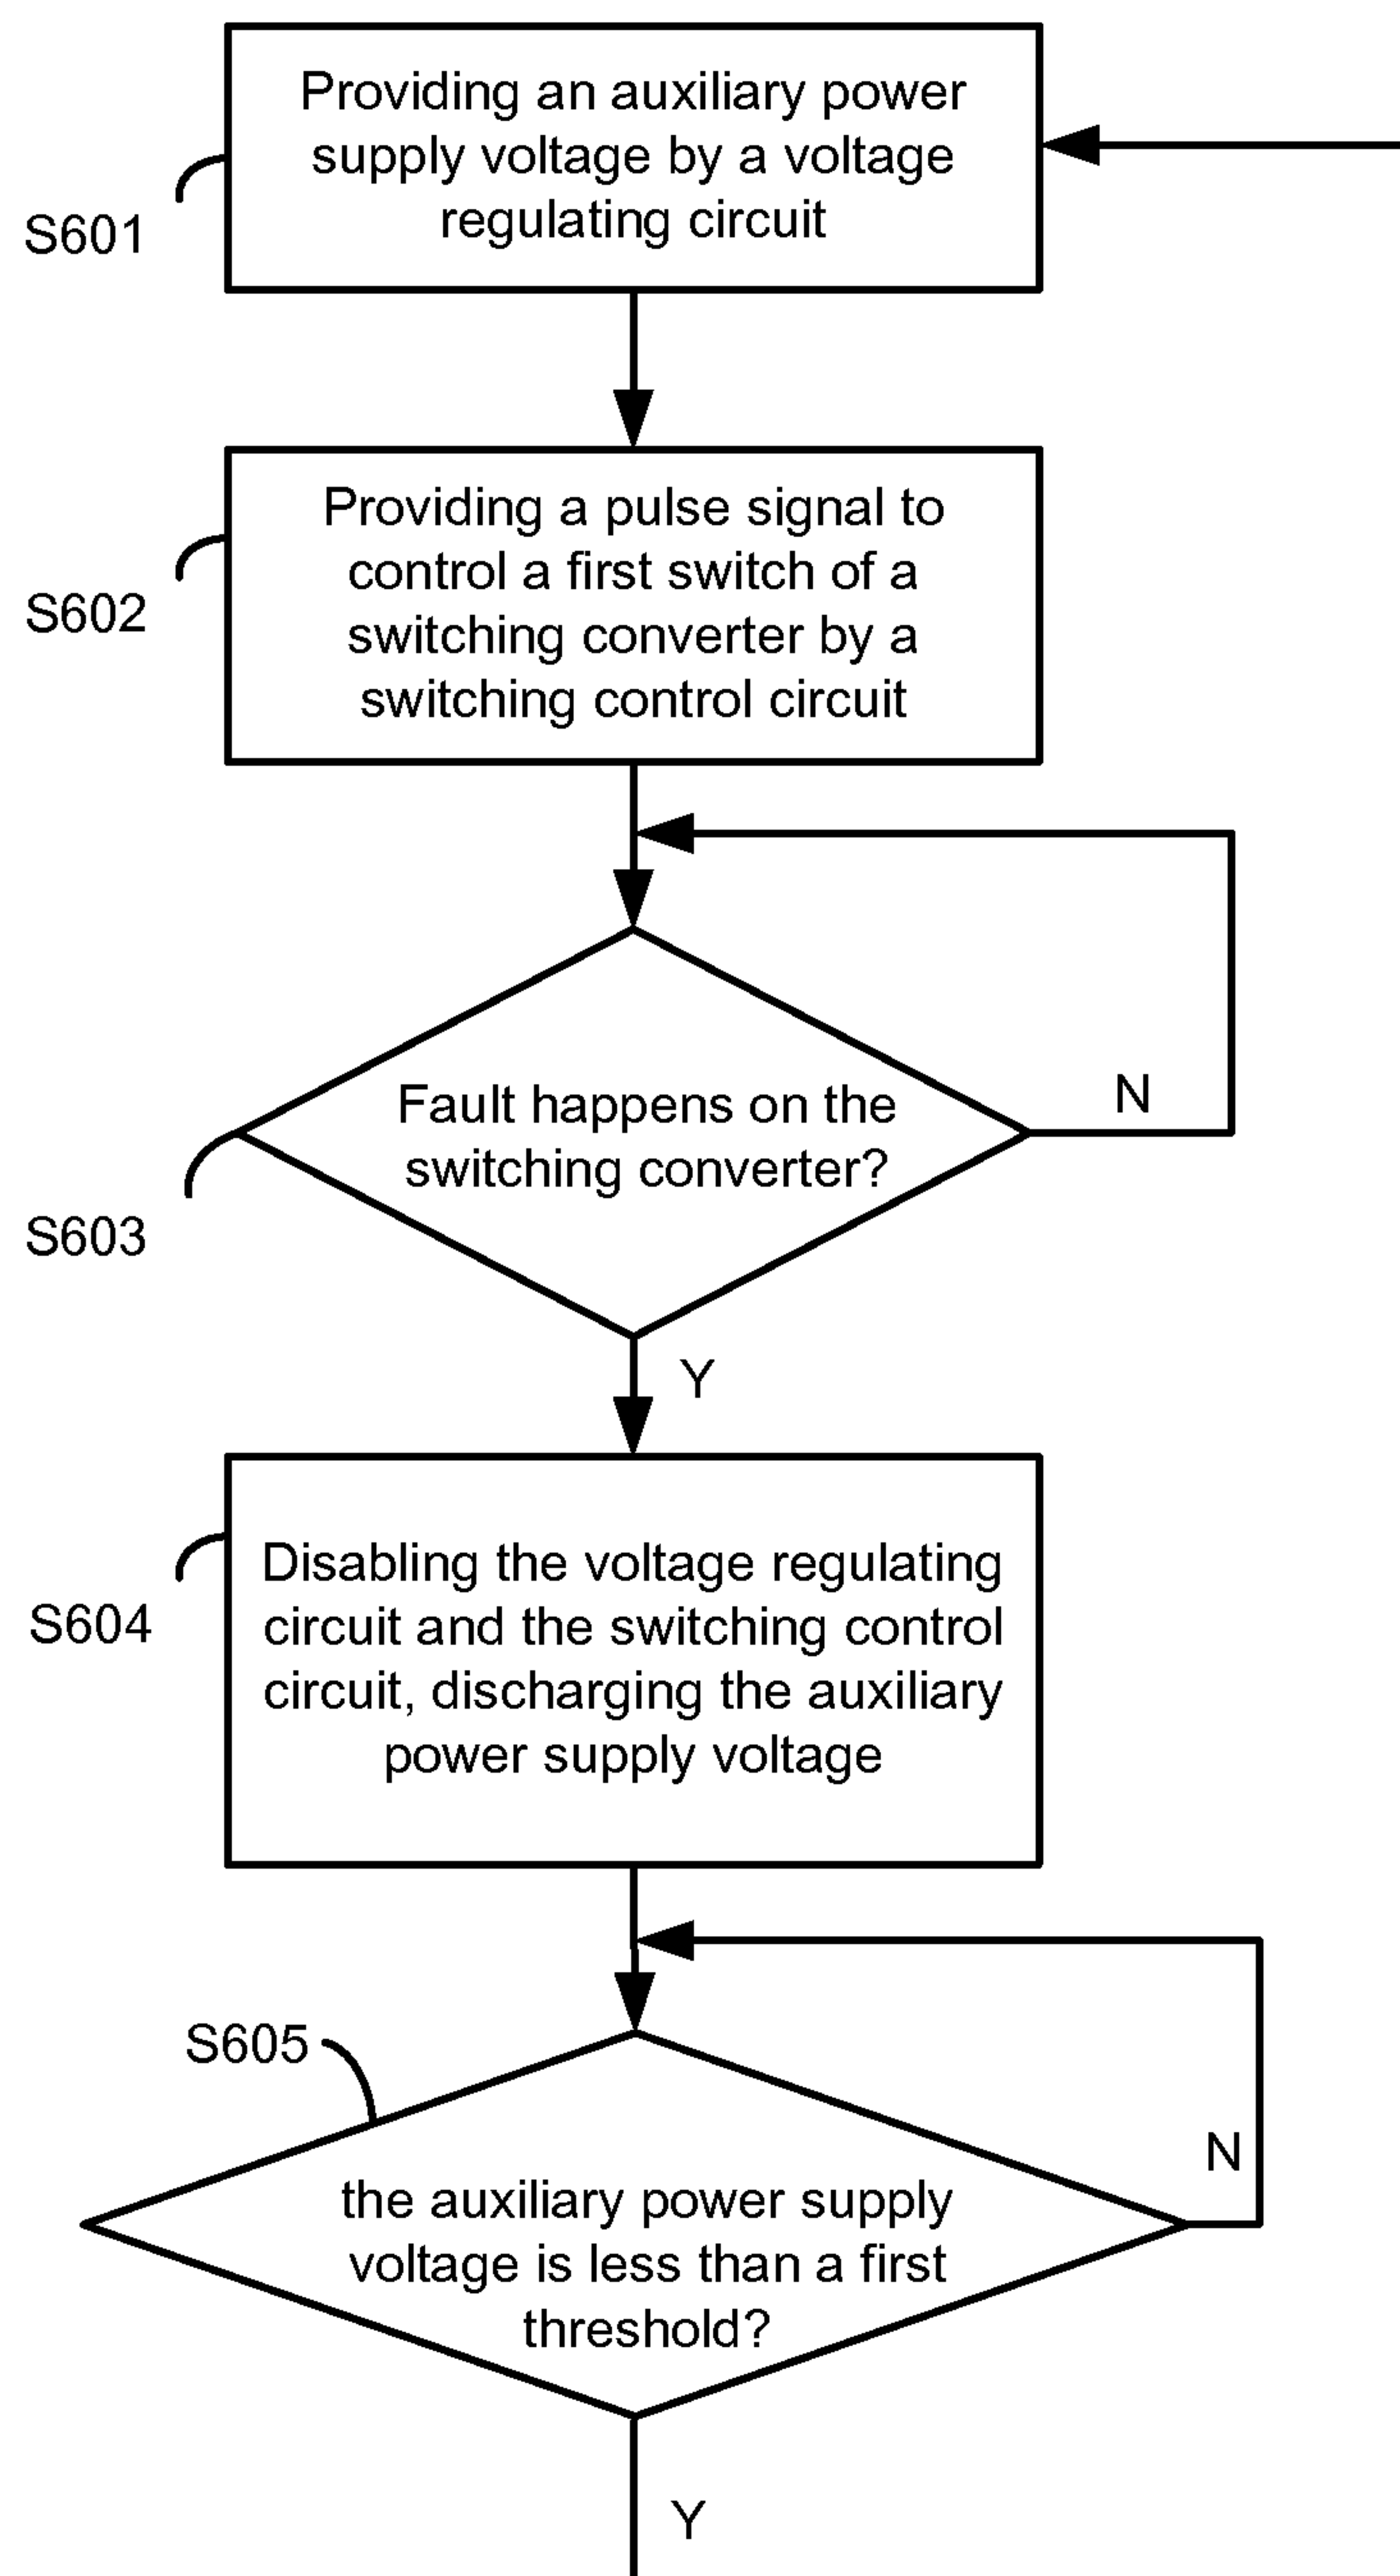 Providing an auxiliary power
supply voltage by a voltage
regulating circuit
S601
Providing a pulse signal to
control a first switch of a
switching converter by a
switching control circuit
S602
Fault happens on the
switching converter?
N
S603
Y
Disabling the voltage regulating
circuit and the switching control
circuit, discharging the auxiliary
power supply voltage
S604
S605
N
the auxiliary power supply
voltage is less than a first
threshold?
Y